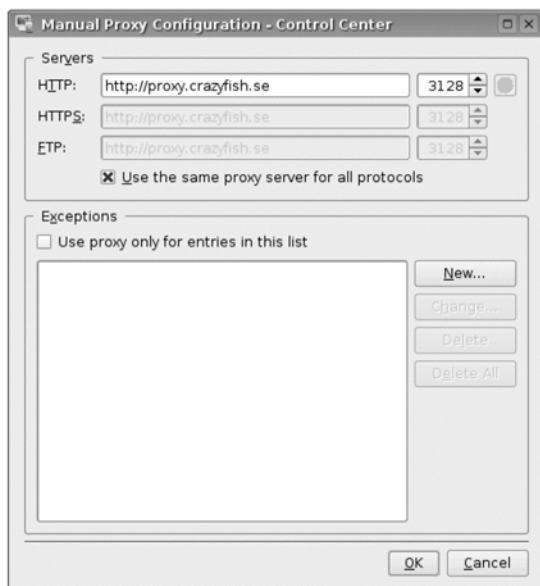 Manual Proxy Configuration - Control Center
Servers
HTTP: http://proxy.crazyfish.se 3128
HTTPS: http://proxy.crazyfish.se 3128
FTP: http://proxy.crazyfish.se 3128
Use the same proxy server for all protocols
Exceptions
Use proxy only for entries in this list
New...
Change...
Delete
Delete All
OK Cancel